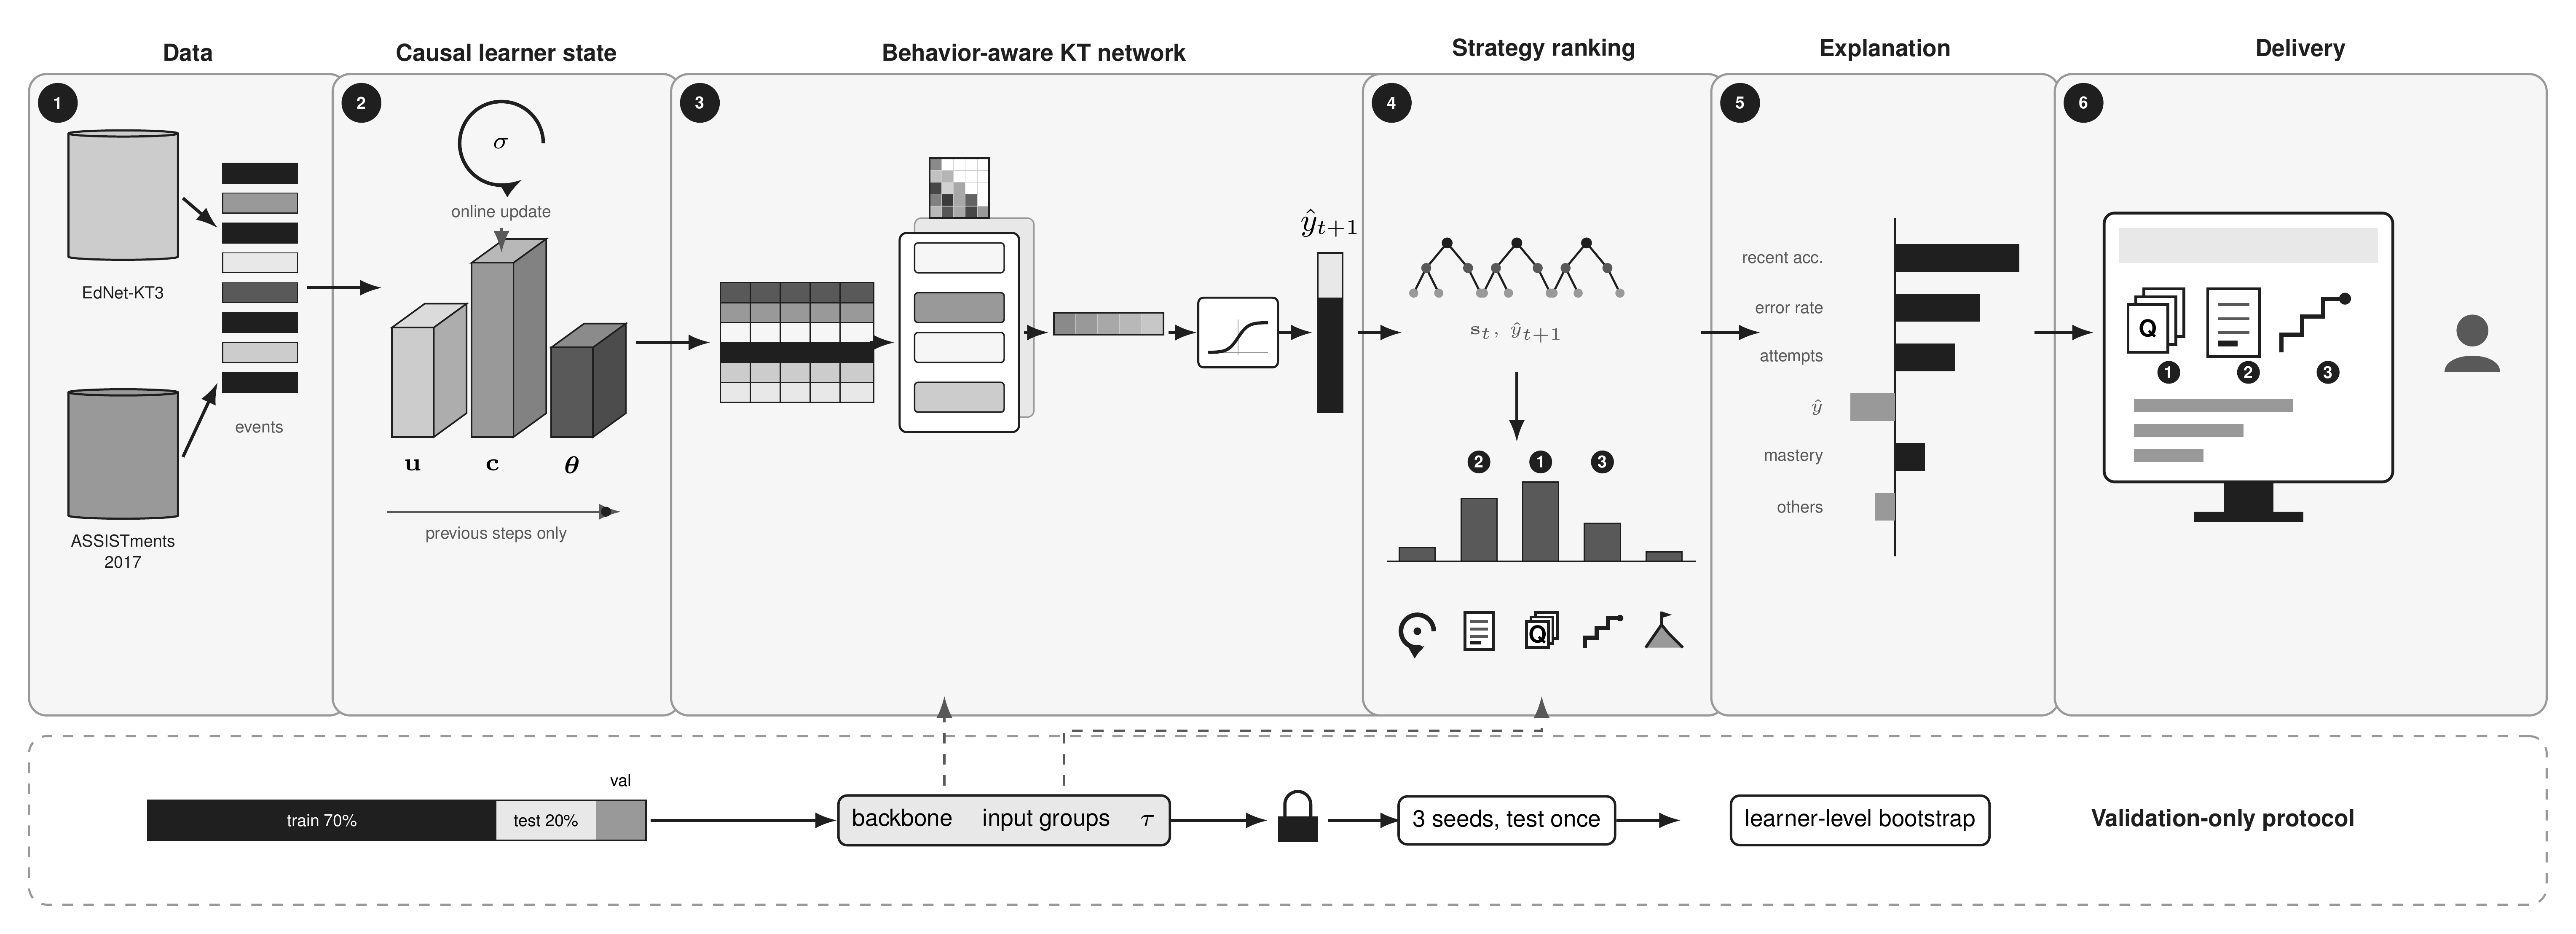 Data
Causal learner state
Behavior-aware KT network
Strategy ranking
Explanation
Delivery
1
2
3
4
5
6
EdNet-KT3
ASSISTments
2017
events
σ
online update
u
c
θ
previous steps only
ŷt+1
st, ŷt+1
2
1
3
Q
recent acc.
error rate
attempts
ŷ
mastery
others
Q
1
2
3
train 70%
test 20%
val
backbone
input groups
τ
3 seeds, test once
learner-level bootstrap
Validation-only protocol